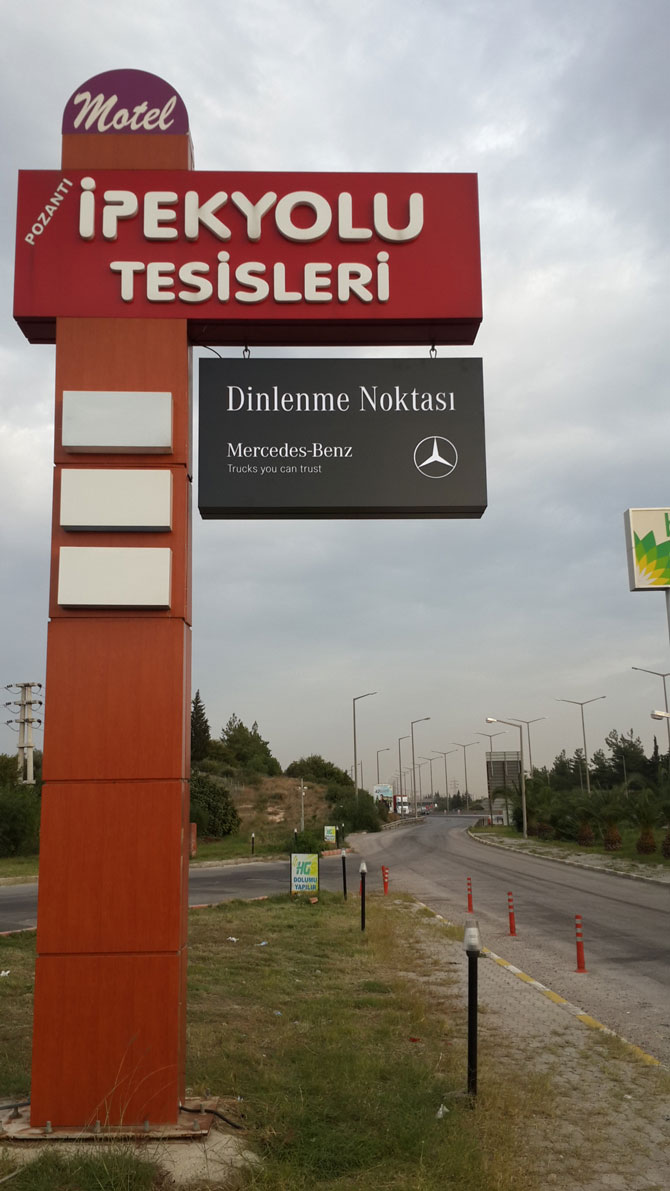 Motel
POZANTI
İPEKYOLU
TESİSLERİ
Dinlenme Noktası
Mercedes-Benz
Trucks you can trust
HG
DOLUMU
YAPILIR